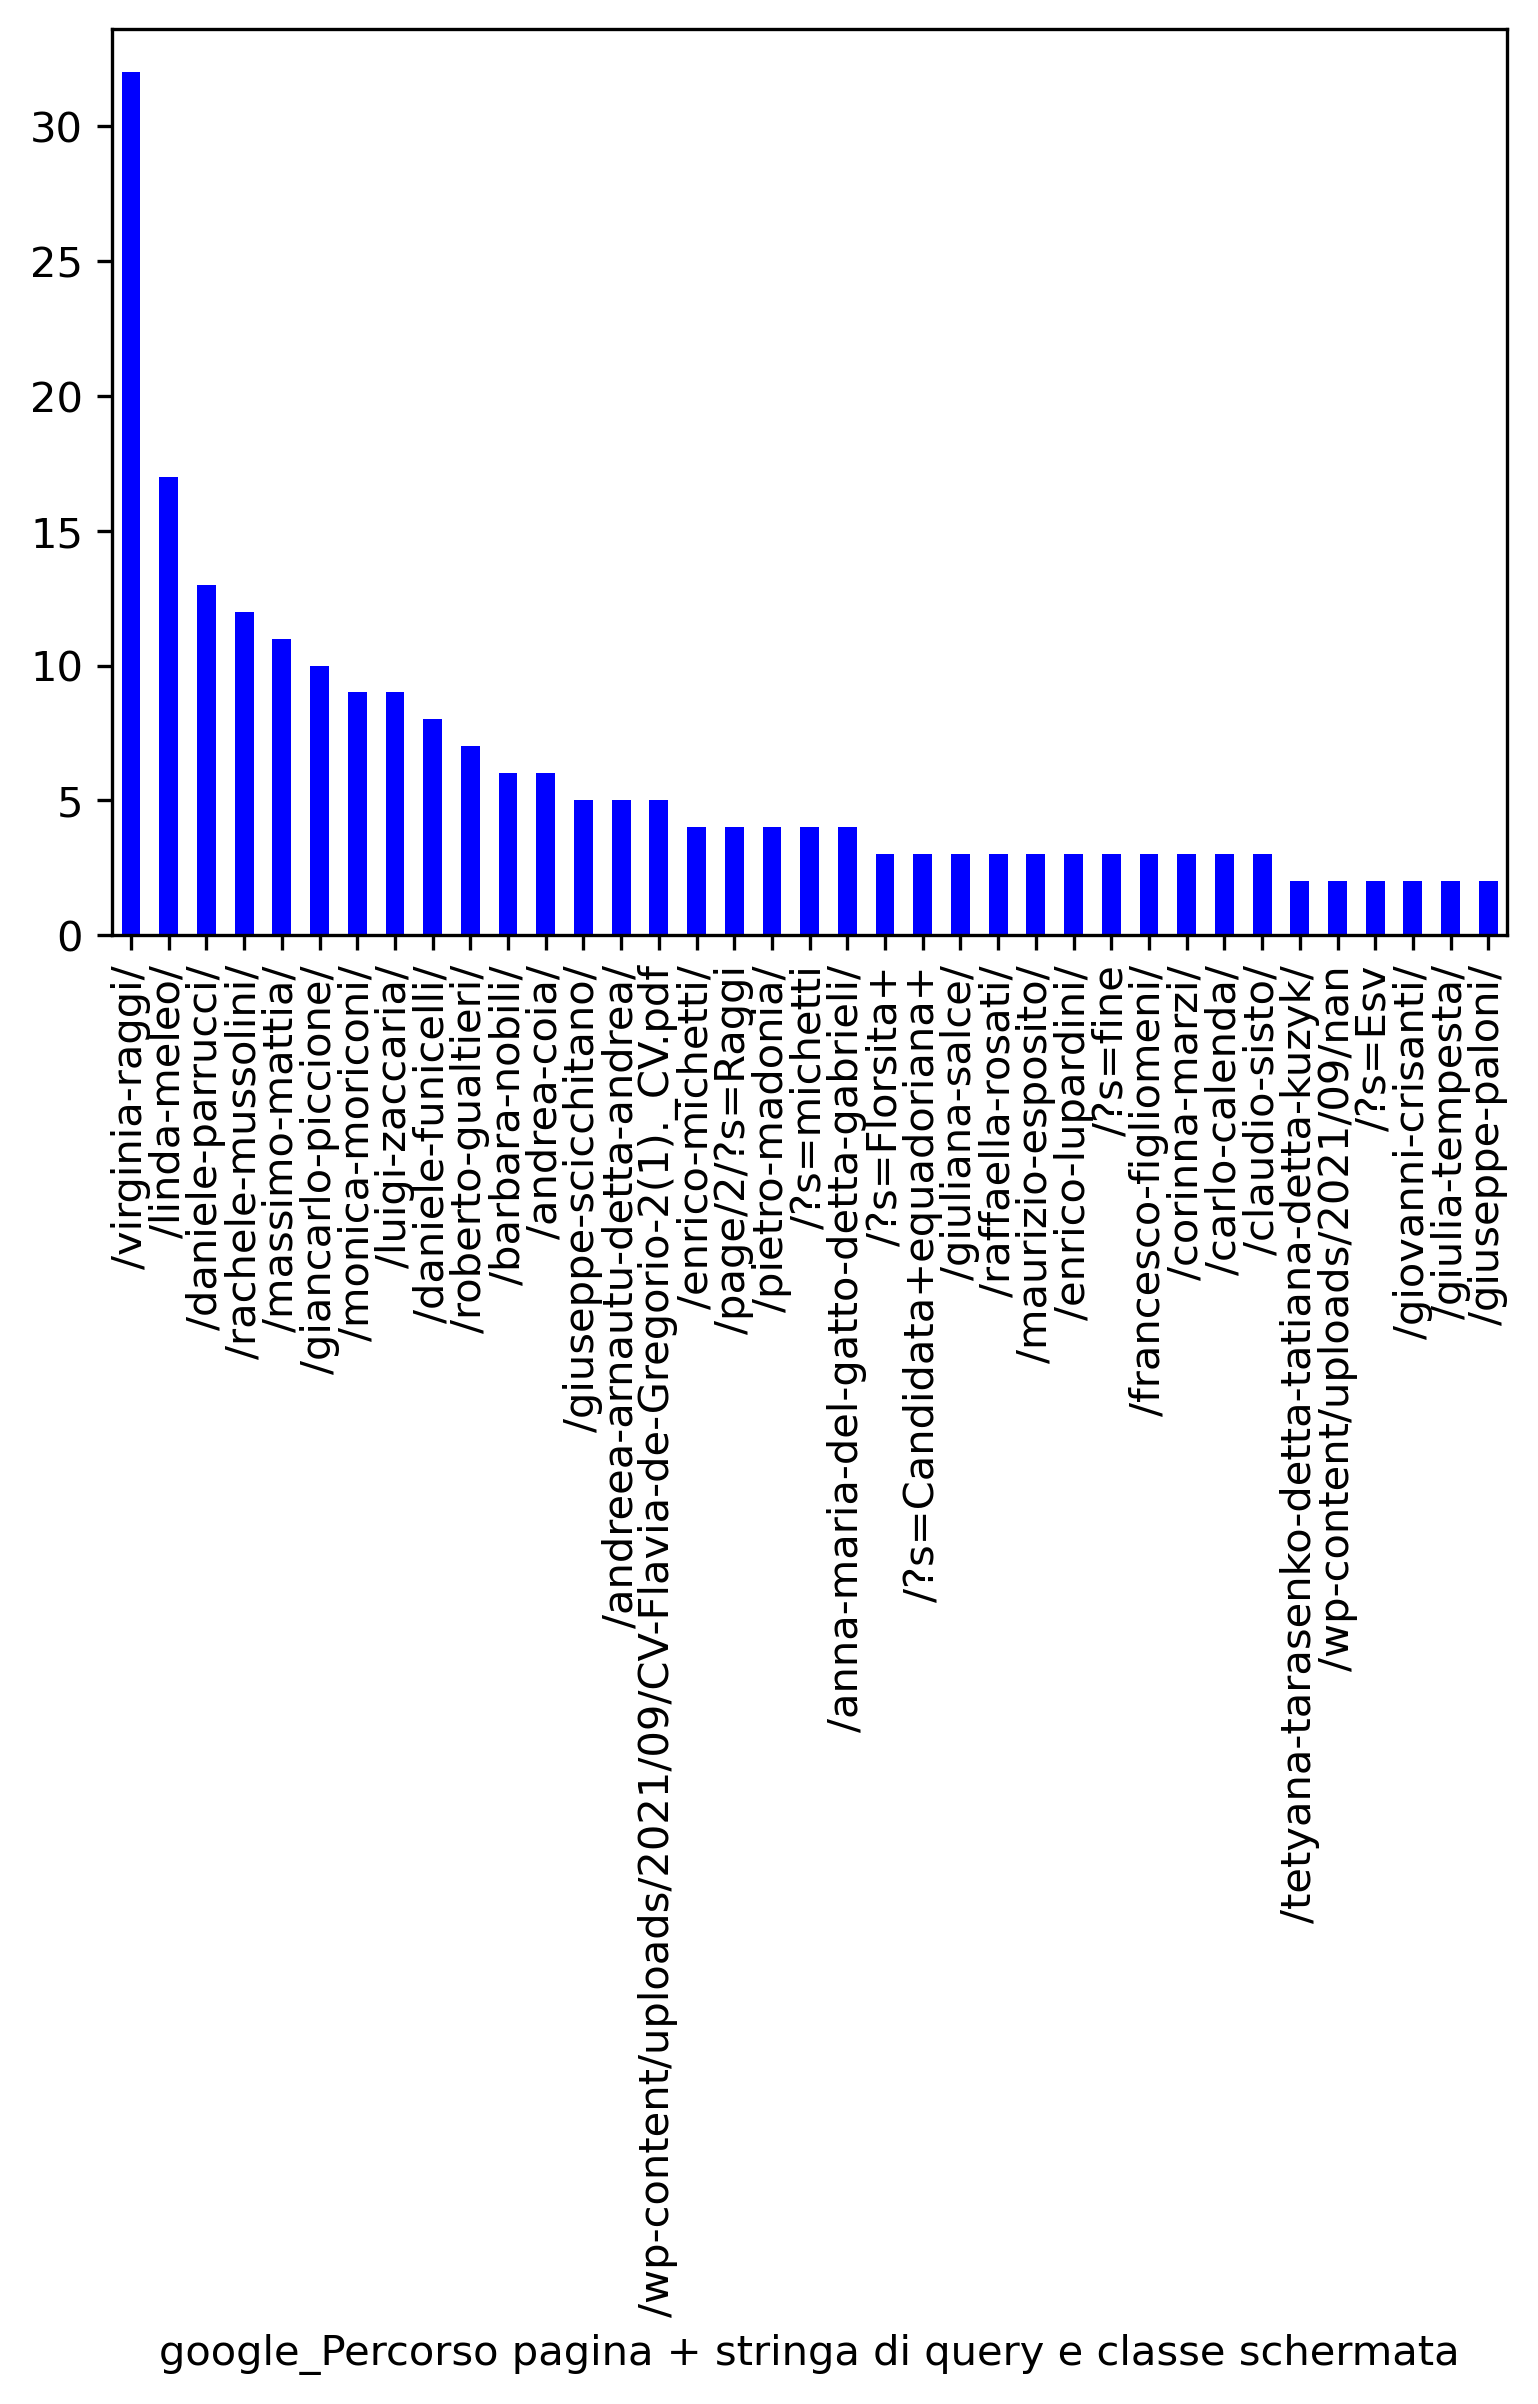 30
25
20
15
10
5
0
/virginia-raggi/
/linda-meleo/
/daniele-parrucci/
/rachele-mussolini/
/massimo-mattia/
/giancarlo-piccione/
/monica-moriconi/
/luigi-zaccaria/
/daniele-funicelli/
/roberto-gualtieri/
/barbara-nobili/
/andrea-coia/
/giuseppe-scicchitano/
/andreea-arnautu-detta-andrea/
/wp-content/uploads/2021/09/CV-Flavia-de-Gregorio-2(1)._CV.pdf
/enrico-michetti/
/page/2/?s=Raggi
/pietro-madonia/
/?s=michetti
/anna-maria-del-gatto-detta-gabrieli/
/?s=Florsita+
/?s=Candidata+equadoriana+
/giuliana-salce/
/raffaella-rosati/
/maurizio-esposito/
/enrico-lupardini/
/?s=fine
/francesco-figliomeni/
/corinna-marzi/
/carlo-calenda/
/claudio-sisto/
/tetyana-tarasenko-detta-tatiana-detta-kuzyk/
/wp-content/uploads/2021/09/nan
/?s=Esv
/giovanni-crisanti/
/giulia-tempesta/
/giuseppe-paloni/
google_Percorso pagina + stringa di query e classe schermata